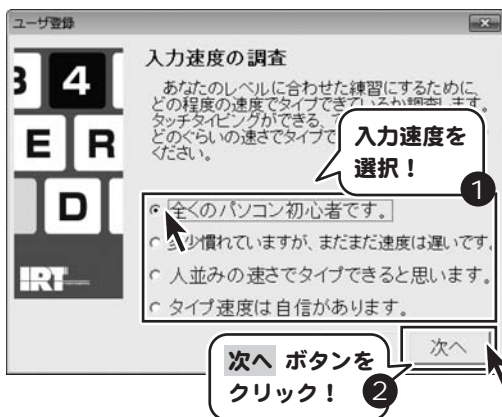 ユーザ登録
3 4
E R
D
IRT
入力速度の調査
あなたのレベルに合わせた練習にするために、
どの程度の速度でタイプできているか調査します。
タッチタイピングができる、
どのぐらいの速さでタイプで
ください。
入力速度を
選択！
1
全くのパソコン初心者です。
多少慣れていますが、まだまだ速度は遅いです。
人並みの速さでタイプできると思います。
タイプ速度は自信があります。
次へ
次へ ボタンを
クリック！
2